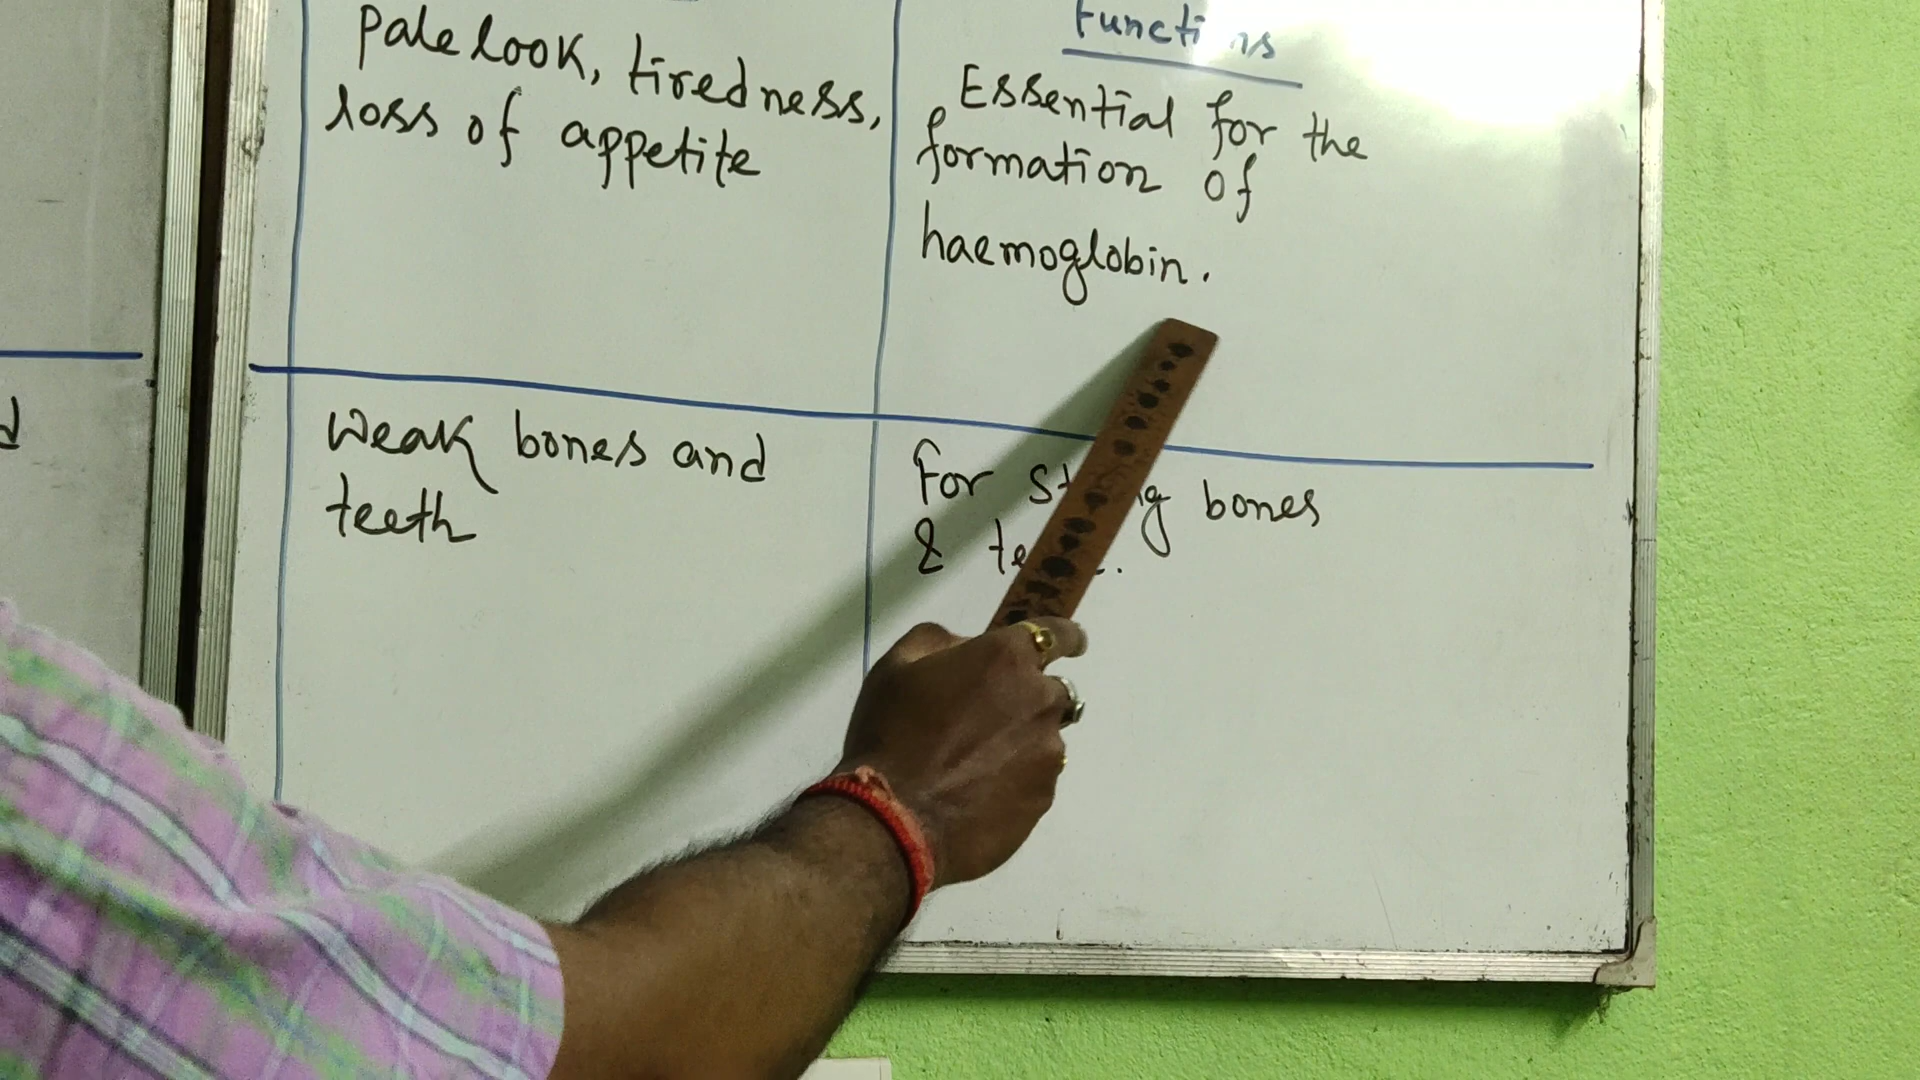 Pale look, tiredness,
loss of appetite
Functions
Essential for the
formation of
haemoglobin.
Weak bones and
teeth
For bones
&
d